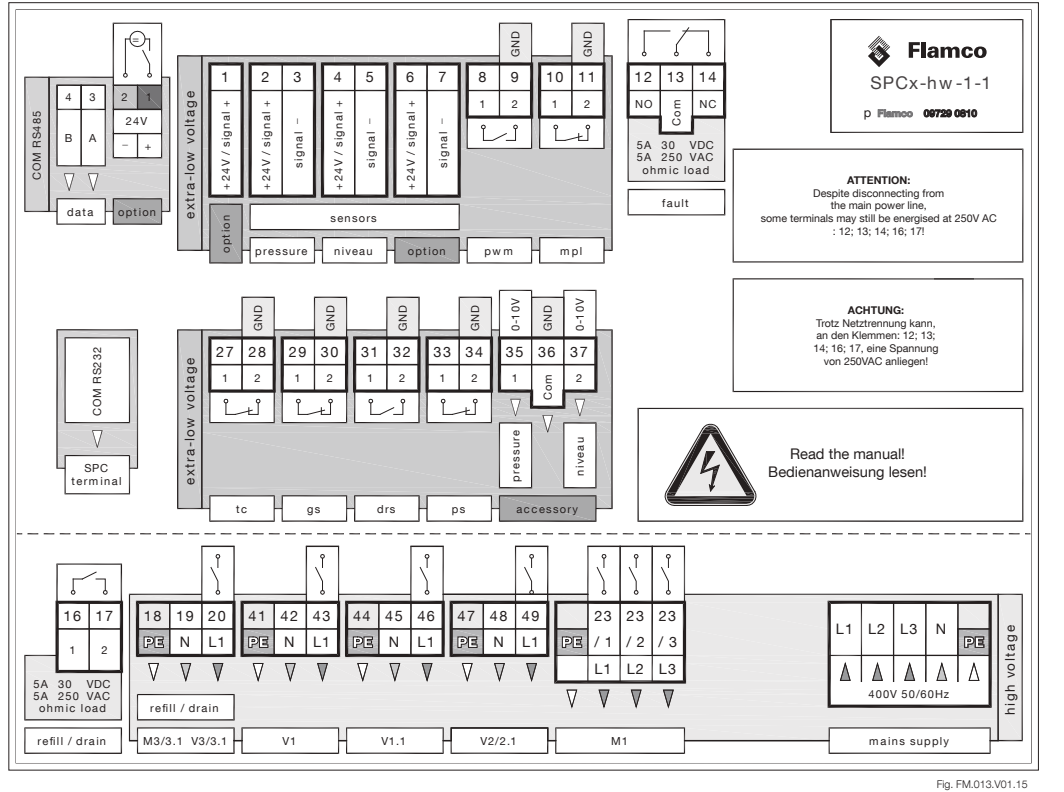 COM RS485
4 3
B A
data
2 1
24V
− +
option
extra-low voltage
1 2 3 4 5 6 7 8 9 10 11
GND GND
+24V / signal +
+24V / signal +
signal −
+24V / signal +
signal −
+24V / signal +
signal −
1 2 1 2
option
sensors
pressure niveau option pwm mpl
12 13 14
NO Com NC
5A 30 VDC
5A 250 VAC
ohmic load
fault
Flamco
SPCx-hw-1-1
p Flamco 09729 0810
ATTENTION:
Despite disconnecting from
the main power line,
some terminals may still be energised at 250V AC
: 12; 13; 14; 16; 17!
ACHTUNG:
Trotz Netztrennung kann,
an den Klemmen: 12; 13;
14; 16; 17, eine Spannung
von 250VAC anliegen!
COM RS232
SPC
terminal
extra-low voltage
GND GND GND GND 0-10V GND 0-10V
27 28 29 30 31 32 33 34 35 36 37
1 2 1 2 1 2 1 2 1 Com 2
pressure niveau
tc gs drs ps accessory
Read the manual!
Bedienanweisung lesen!
16 17
1 2
5A 30 VDC
5A 250 VAC
ohmic load
refill / drain
18 19 20 41 42 43 44 45 46 47 48 49 23 23 23
PE N L1 PE N L1 PE N L1 PE N L1 PE / 1 / 2 / 3
L1 L2 L3
refill / drain
M3/3.1 V3/3.1 V1 V1.1 V2/2.1 M1
L1 L2 L3 N PE
400V 50/60Hz
mains supply
high voltage
Fig. FM.013.V01.15